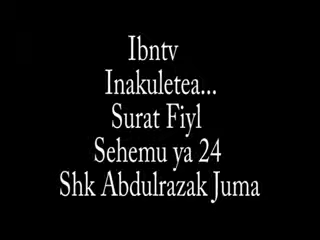 Ibntv
Inakuletea...
Surat Fiyl
Sehemu ya 24
Shk Abdulrazak Juma